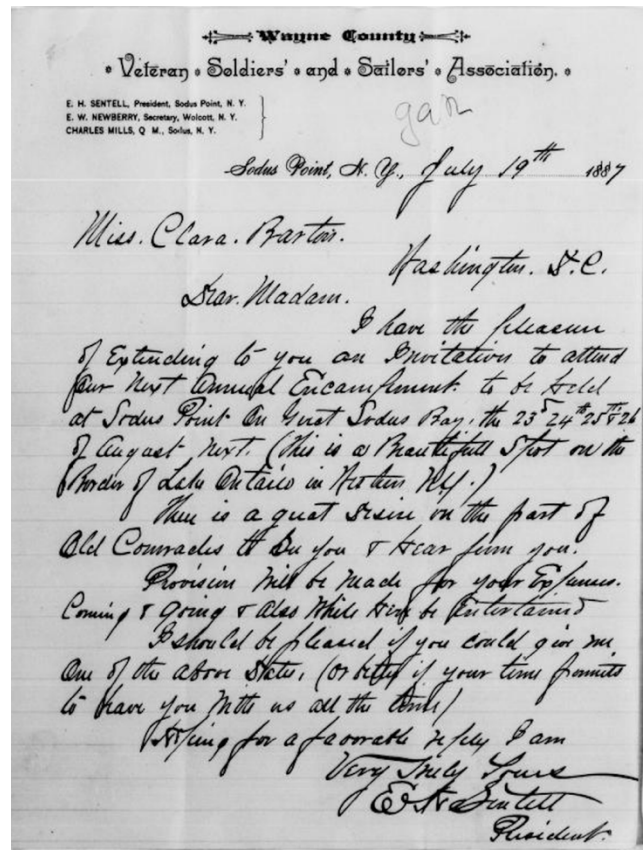 Wayne County
Veteran Soldiers' and Sailors' Association.
E. H. SENTELL, President, Sodus Point, N. Y.
E. W. NEWBERRY, Secretary, Wolcott, N. Y.
CHARLES MILLS, Q M., Sodus, N. Y.
Sodus Point, N. Y., July 19th 1887
Miss. Clara. Barton.
Washington. D. C.
Dear. Madam.
I have the pleasure
of Extending to you an Invitation to attend
our Next Annual Encampment. to be Held
at Sodus Point On Great Sodus Bay. the 23d 24th 25th & 26
of August Next. (this is a Beautifull Spot on the
Border of Lake Ontario in Northern N.Y.)
There is a great Desire on the part of
Old Comrades to See you & Hear from you.
Provision Will be Made for your Expenses.
Coming & going & also While Here be Entertained
I should be pleased if you could give me
One of the above Dates, (or better if your time permits
to have you With us all the time)
Hoping for a favorable reply I am
Very Truly Yours
E H Sentell
President.